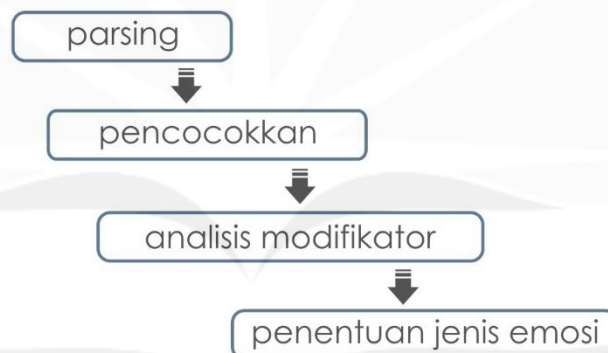 parsing
pencocokkan
analisis modifikator
penentuan jenis emosi